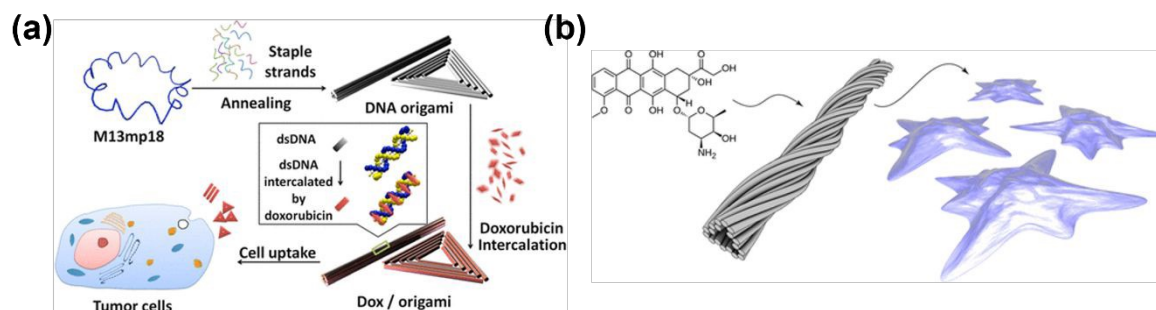 (a)
Staple
strands
Annealing
M13mp18
DNA origami
dsDNA
dsDNA
intercalated
by
doxorubicin
Doxorubicin
Intercalation
Cell uptake
Tumor cells
Dox / origami
(b)
O
OH
O
OH
OH
O
O
OH
H
O
O
OH
NH₂